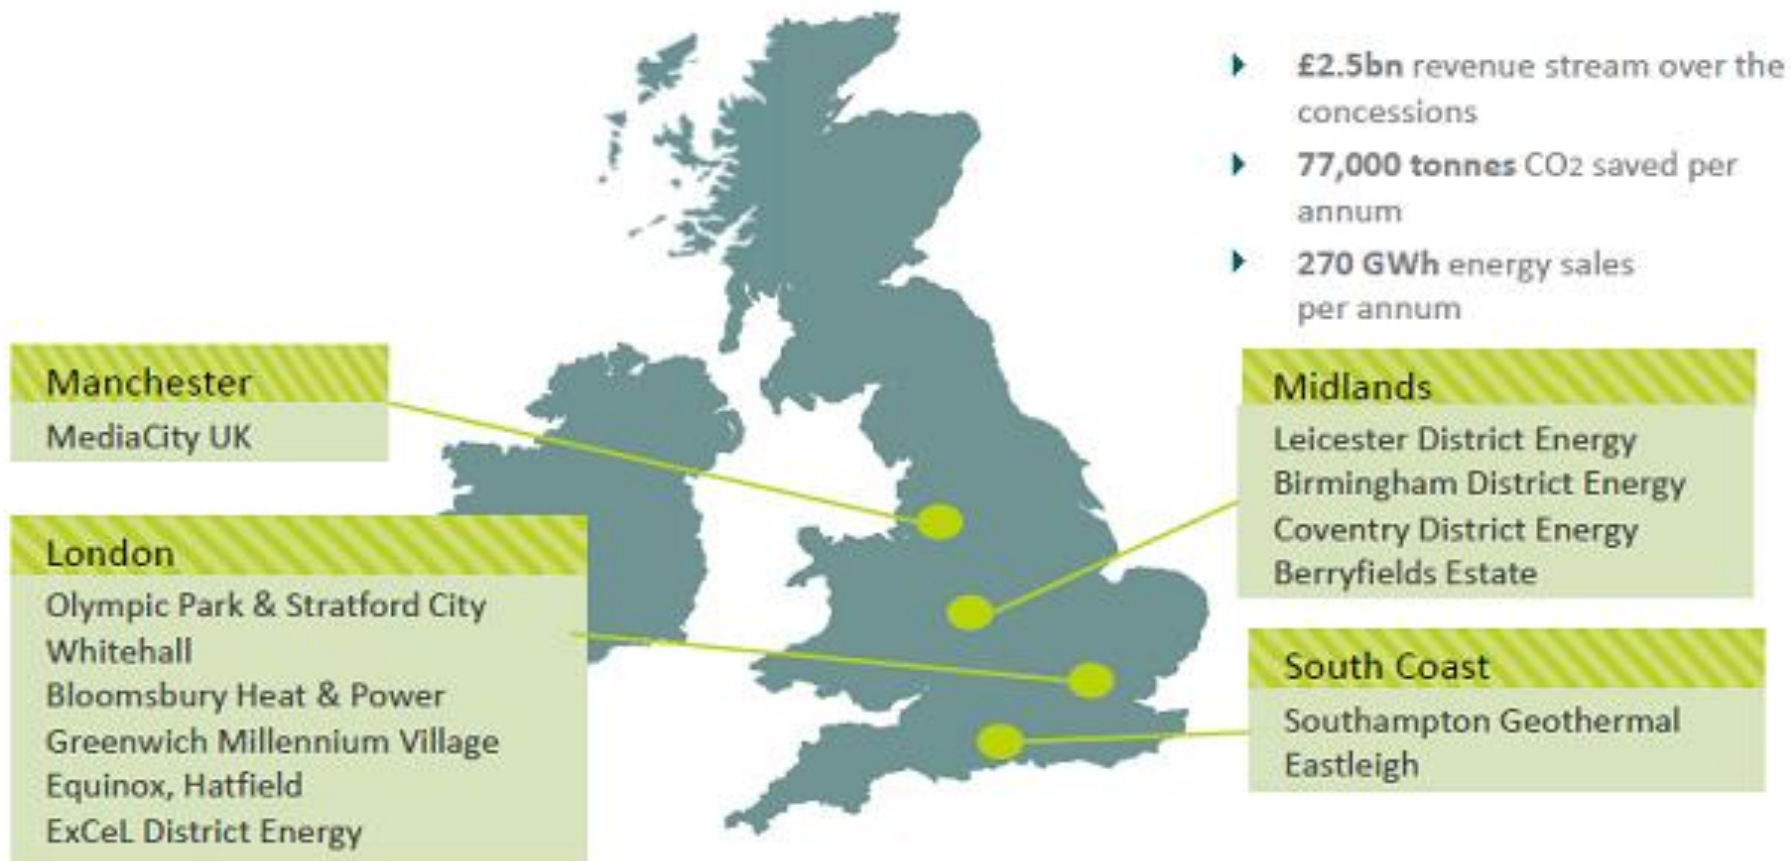 £2.5bn revenue stream over the
concessions
77,000 tonnes CO2 saved per
annum
270 GWh energy sales
per annum
Manchester
MediaCity UK
London
Olympic Park & Stratford City
Whitehall
Bloomsbury Heat & Power
Greenwich Millennium Village
Equinox, Hatfield
ExCeL District Energy
Midlands
Leicester District Energy
Birmingham District Energy
Coventry District Energy
Berryfields Estate
South Coast
Southampton Geothermal
Eastleigh